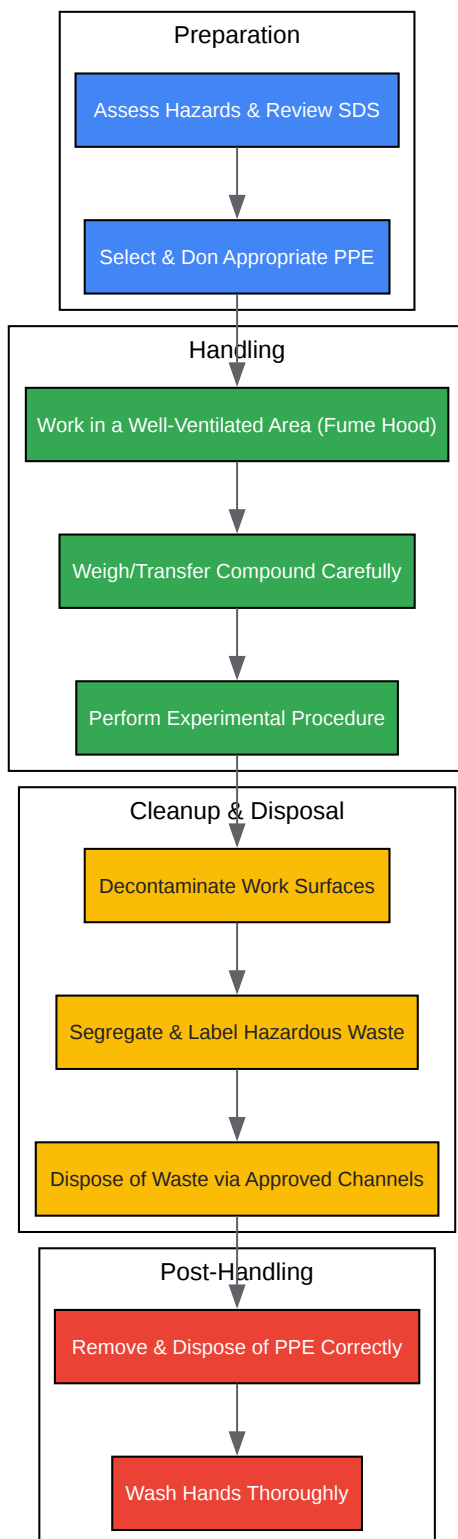 Preparation
Assess Hazards & Review SDS
Select & Don Appropriate PPE
Handling
Work in a Well-Ventilated Area (Fume Hood)
Weigh/Transfer Compound Carefully
Perform Experimental Procedure
Cleanup & Disposal
Decontaminate Work Surfaces
Segregate & Label Hazardous Waste
Dispose of Waste via Approved Channels
Post-Handling
Remove & Dispose of PPE Correctly
Wash Hands Thoroughly